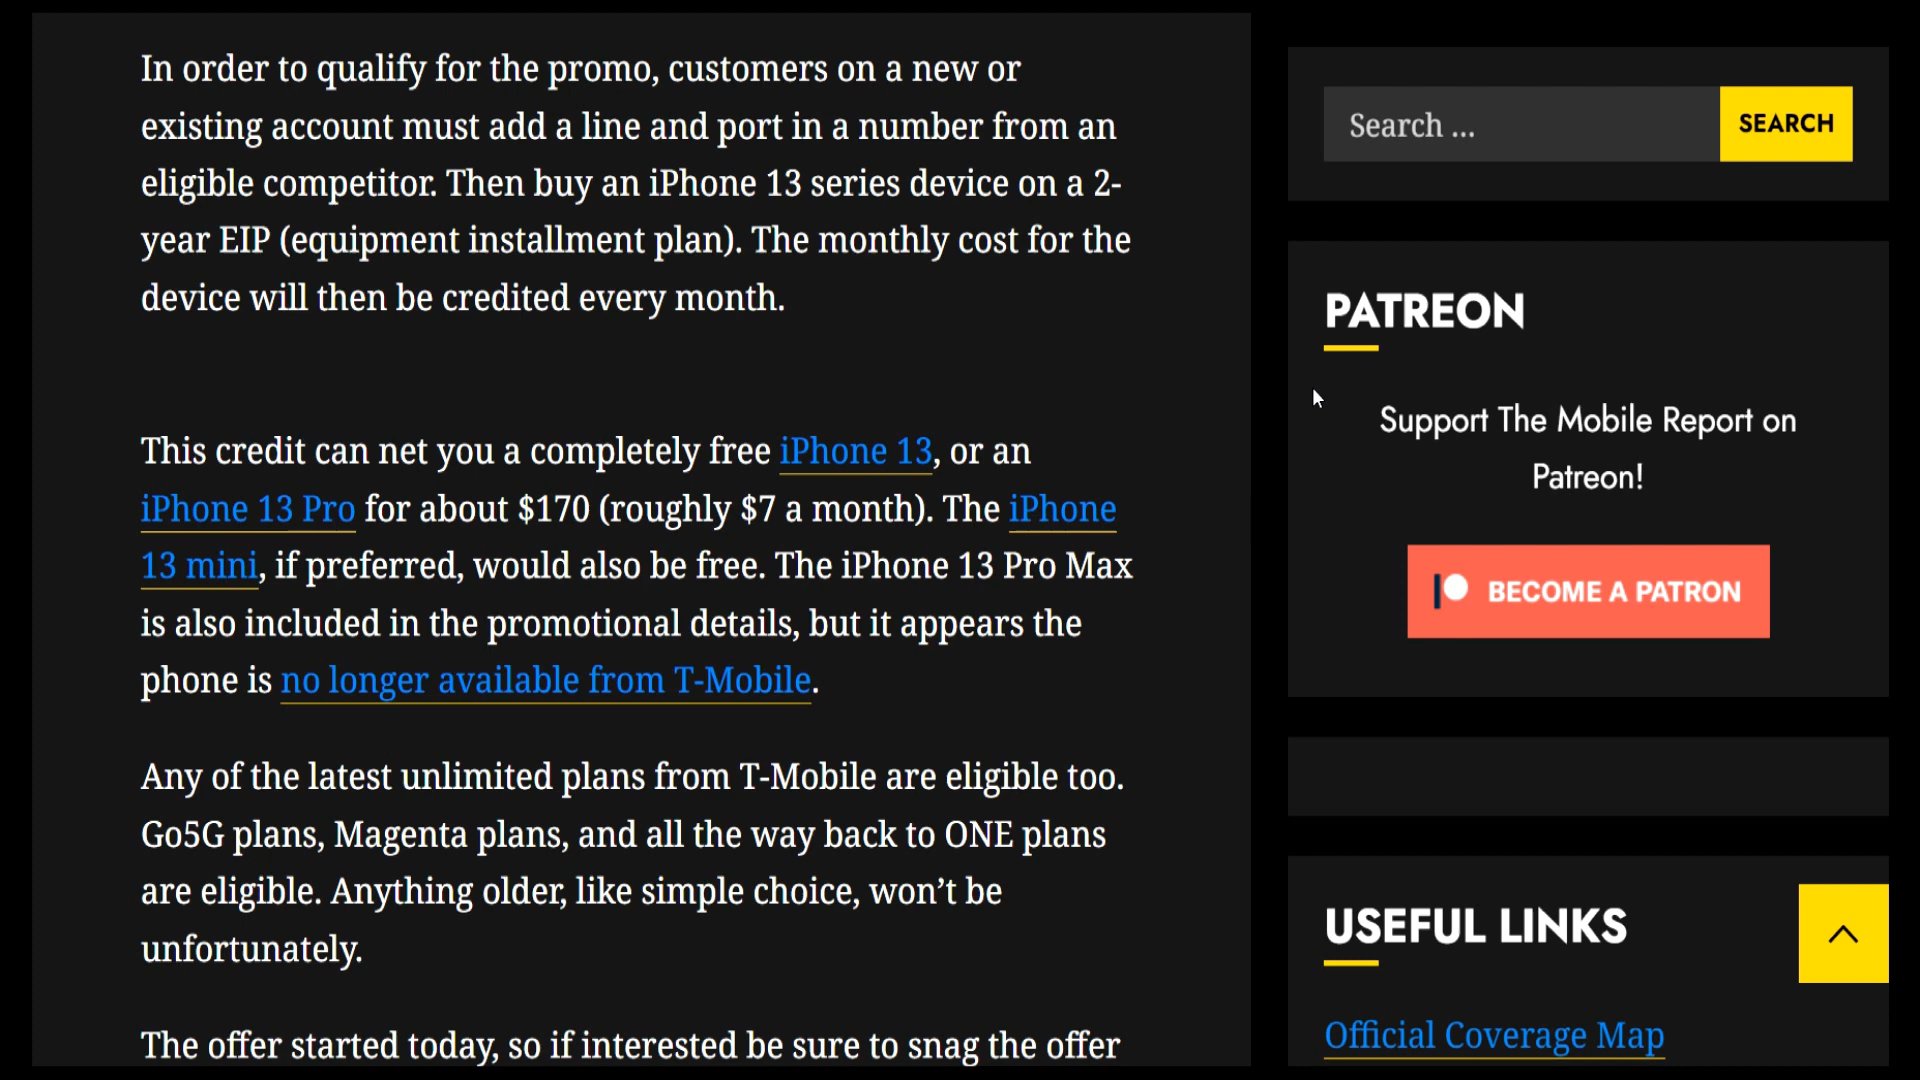 In order to qualify for the promo, customers on a new or
existing account must add a line and port in a number from an
eligible competitor. Then buy an iPhone 13 series device on a 2-
year EIP (equipment installment plan). The monthly cost for the
device will then be credited every month.
This credit can net you a completely free iPhone 13, or an
iPhone 13 Pro for about $170 (roughly $7 a month). The iPhone
13 mini, if preferred, would also be free. The iPhone 13 Pro Max
is also included in the promotional details, but it appears the
phone is no longer available from T-Mobile.
Any of the latest unlimited plans from T-Mobile are eligible too.
Go5G plans, Magenta plans, and all the way back to ONE plans
are eligible. Anything older, like simple choice, won’t be
unfortunately.
The offer started today, so if interested be sure to snag the offer
Search ...
SEARCH
PATREON
Support The Mobile Report on
Patreon!
BECOME A PATRON
USEFUL LINKS
Official Coverage Map